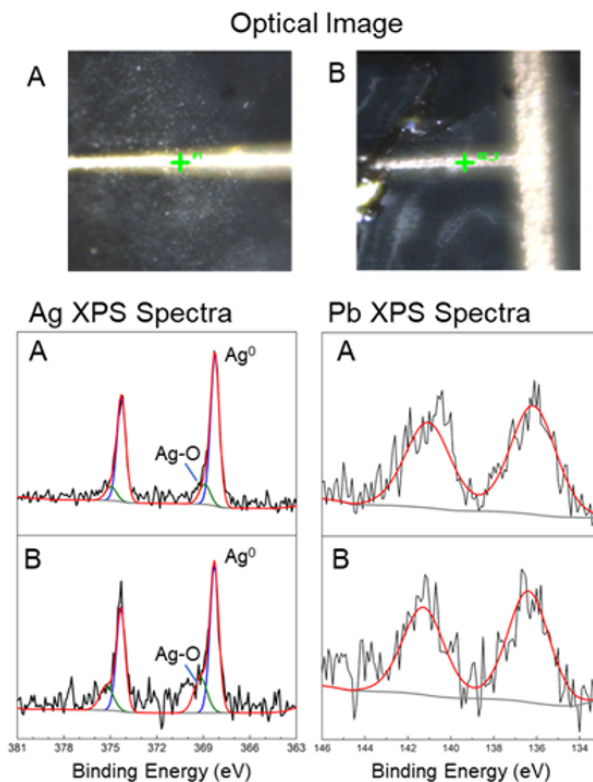 Optical Image
A
B
Ag XPS Spectra
Pb XPS Spectra
A
Ag⁰
Ag-O
A
B
Ag⁰
Ag-O
B
381 378 375 372 369 366 363
146 144 142 140 138 136 134
Binding Energy (eV)
Binding Energy (eV)